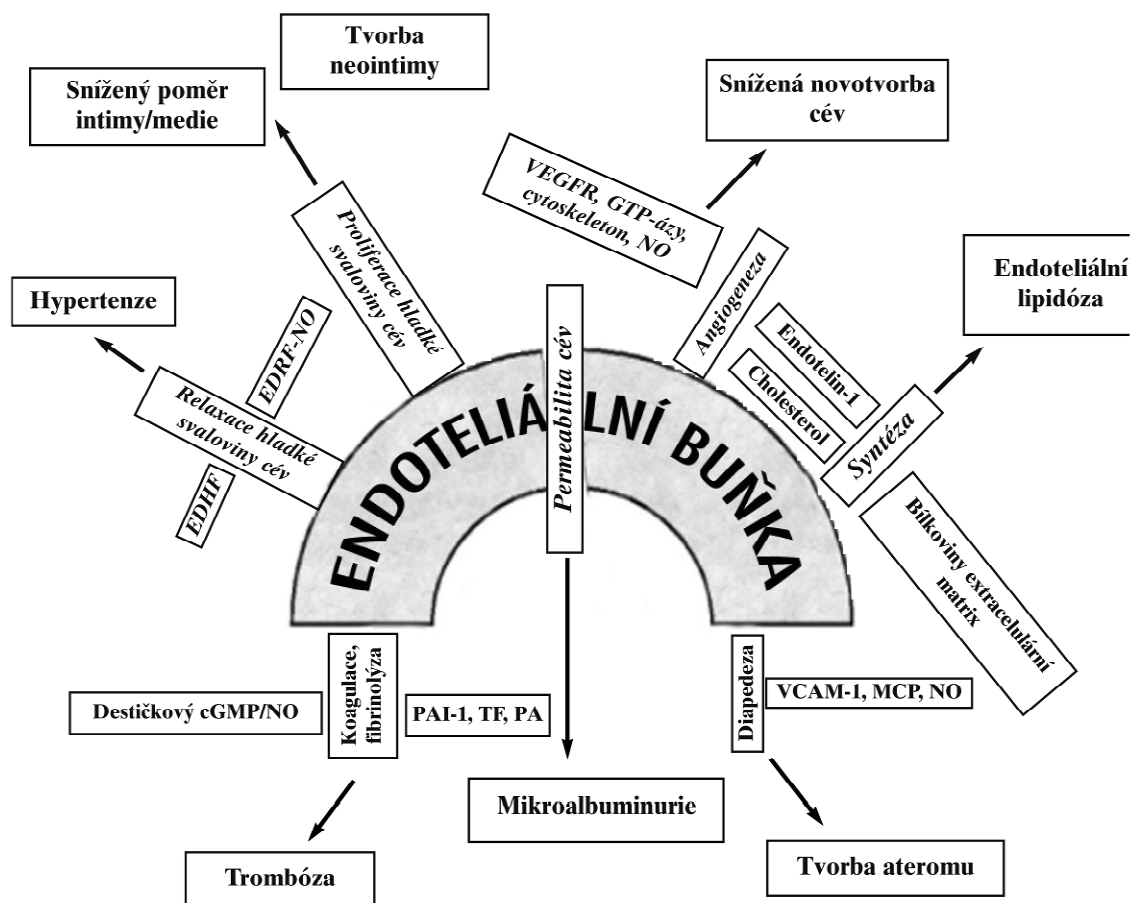 Tvorba
neointimy
Snížený poměr
intimy/medie
Snížená novotvorba
cév
VEGFR, GTP-ázy,
cytoskeleton, NO
Proliferace hladké
svaloviny cév
Angiogeneza
Endoteliální
lipidóza
Hypertenze
EDRF-NO
Relaxace hladké
svaloviny cév
EDHF
Permeabilita cév
Endotelin-1
Cholesterol
Syntéza
Bílkoviny extracelulární
matrix
ENDOTELIÁLNÍ BUŇKA
Koagulace,
fibrinolýza
Destičkový cGMP/NO
PAI-1, TF, PA
Diapedeza
VCAM-1, MCP, NO
Mikroalbuminurie
Trombóza
Tvorba ateromu